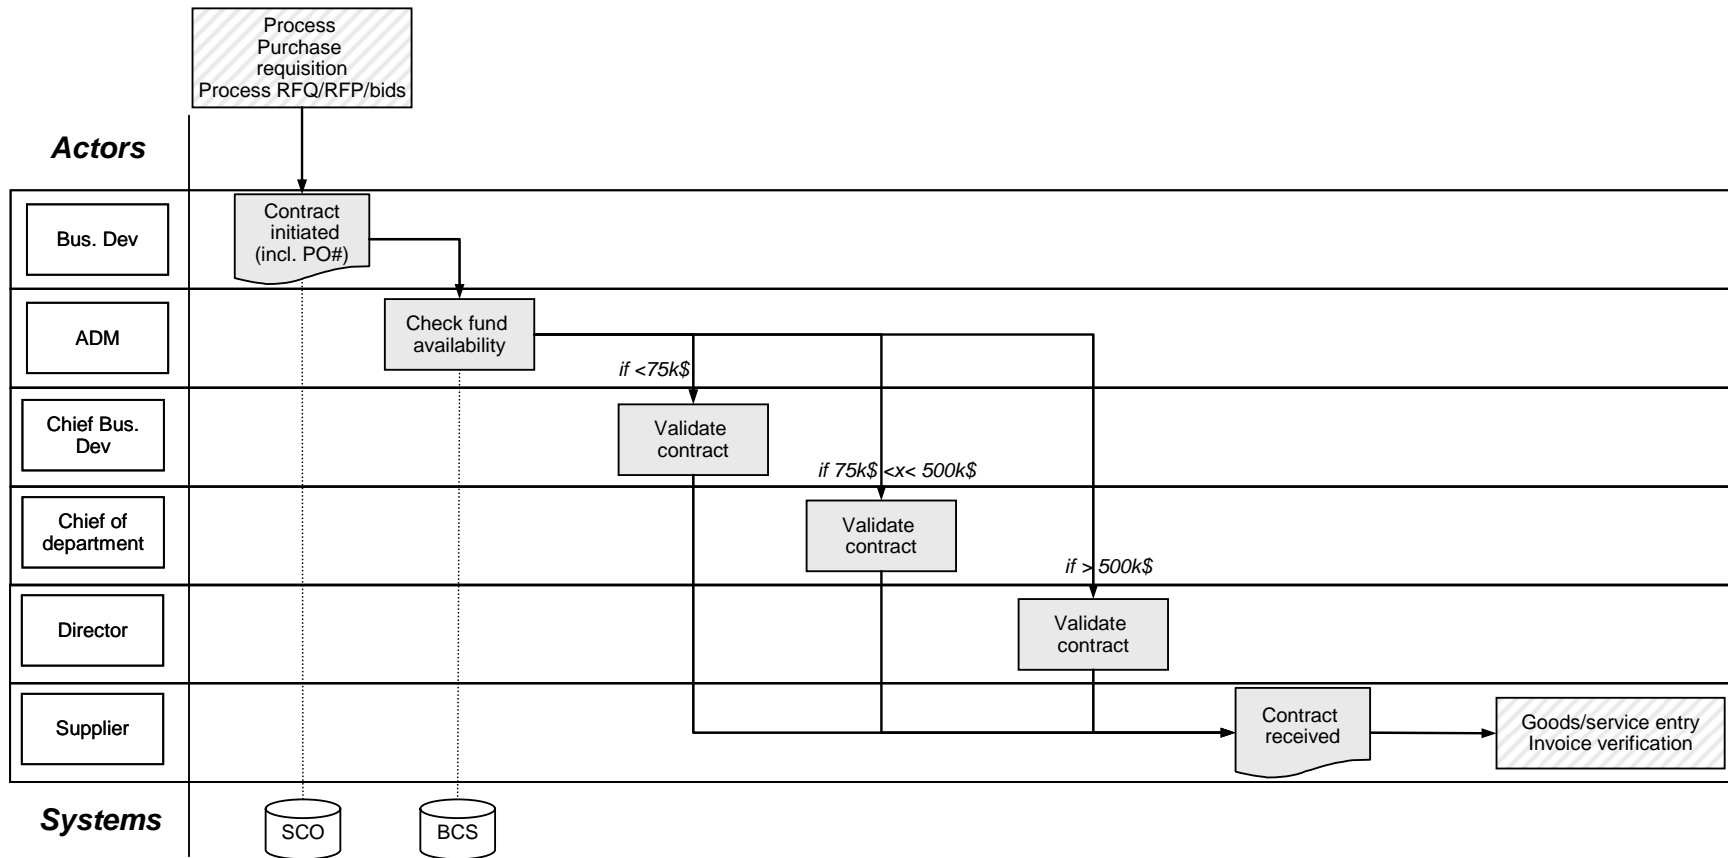 Process
Purchase
requisition
Process RFQ/RFP/bids
Actors
Bus. Dev
Contract
initiated
(incl. PO#)
ADM
Check fund
availability
if <75k$
Chief Bus.
Dev
Validate
contract
if 75k$ <x< 500k$
Chief of
department
Validate
contract
if > 500k$
Director
Validate
contract
Supplier
Contract
received
Goods/service entry
Invoice verification
Systems
SCO
BCS